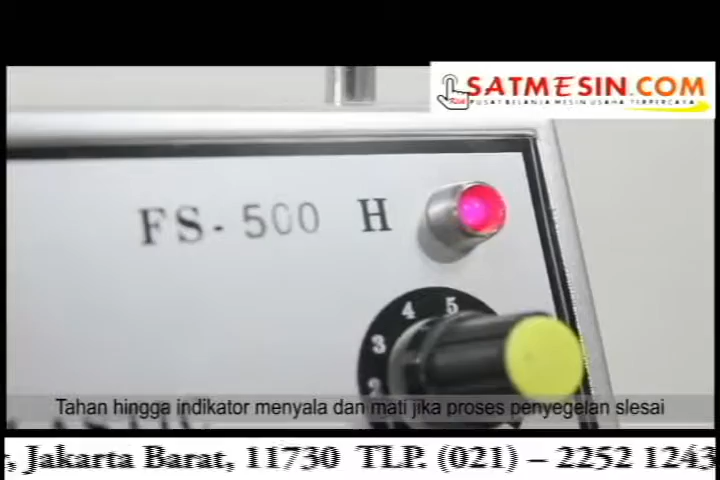 SATMESIN.COM
PUSAT BELANJA MESIN USAHA TERPERCAYA
FS-500 H
5
4
3
2
Tahan hingga indikator menyala dan mati jika proses penyegelan slesai
, Jakarta Barat, 11730 TLP. (021) – 2252 1243